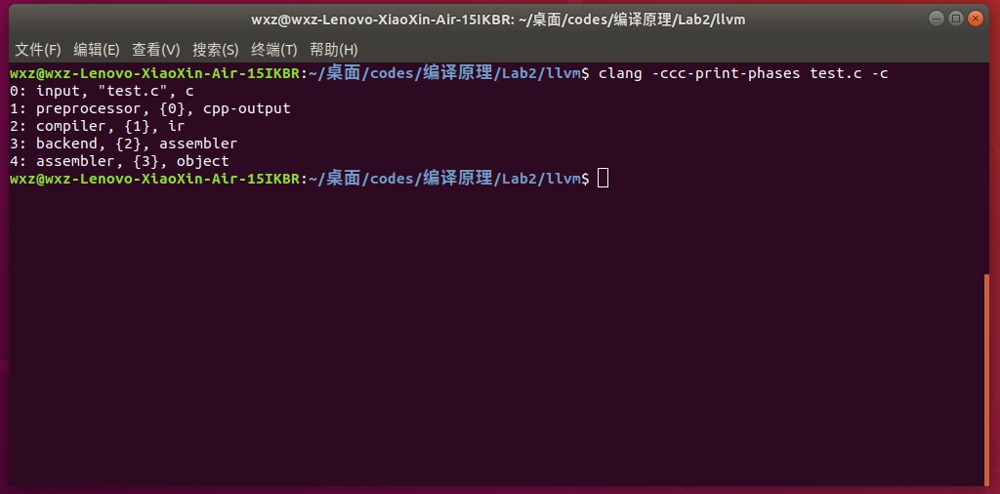 wxz@wxz-Lenovo-XiaoXin-Air-15IKBR: ~/桌面/codes/编译原理/Lab2/llvm
文件(F) 编辑(E) 查看(V) 搜索(S) 终端(T) 帮助(H)
wxz@wxz-Lenovo-XiaoXin-Air-15IKBR:~/桌面/codes/编译原理/Lab2/llvm$ clang -ccc-print-phases test.c -c
0: input, "test.c", c
1: preprocessor, {0}, cpp-output
2: compiler, {1}, ir
3: backend, {2}, assembler
4: assembler, {3}, object
wxz@wxz-Lenovo-XiaoXin-Air-15IKBR:~/桌面/codes/编译原理/Lab2/llvm$